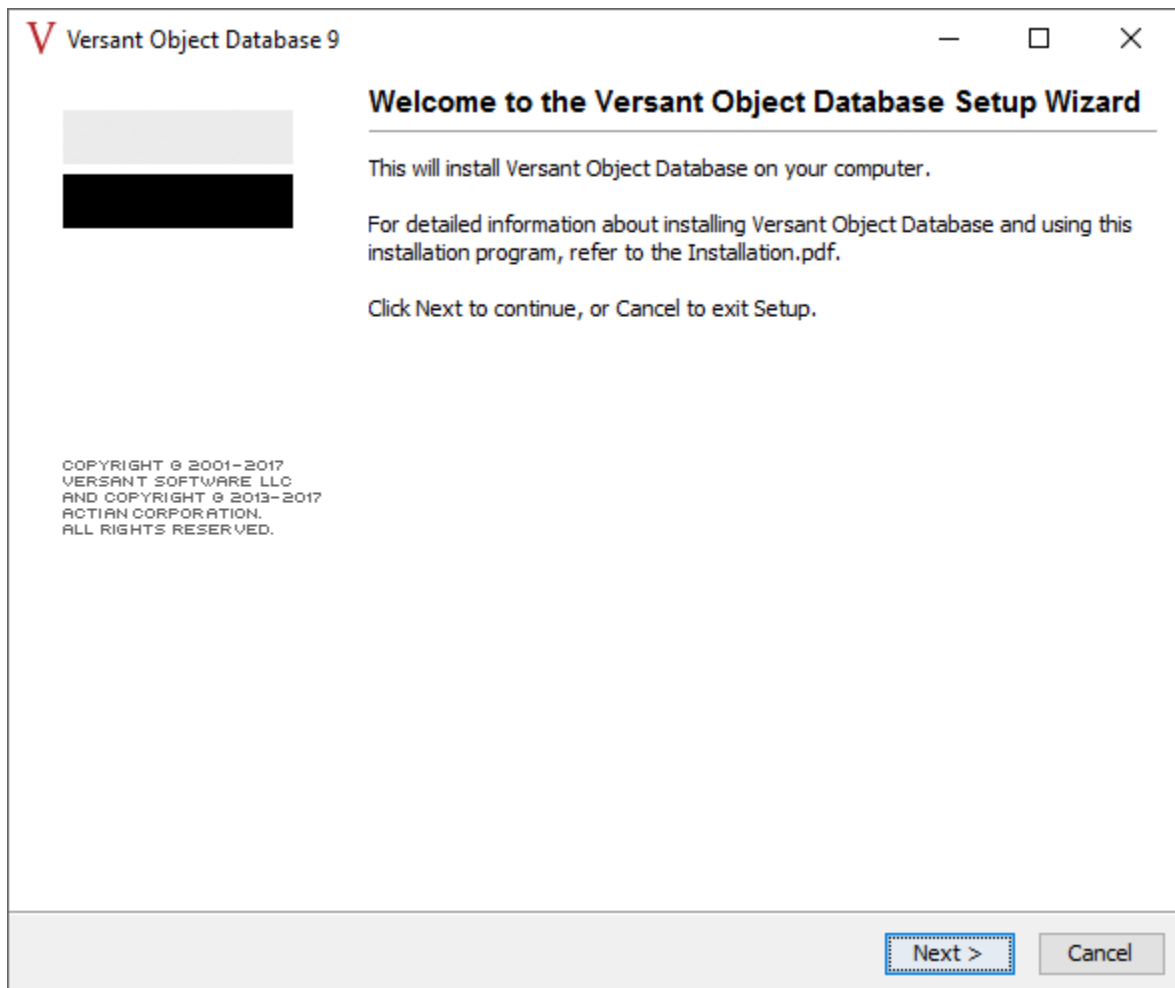 V Versant Object Database 9
Welcome to the Versant Object Database Setup Wizard
This will install Versant Object Database on your computer.
For detailed information about installing Versant Object Database and using this
installation program, refer to the Installation.pdf.
Click Next to continue, or Cancel to exit Setup.
COPYRIGHT © 2001-2017
VERSANT SOFTWARE LLC
AND COPYRIGHT © 2013-2017
ACTIAN CORPORATION.
ALL RIGHTS RESERVED.
Next >
Cancel